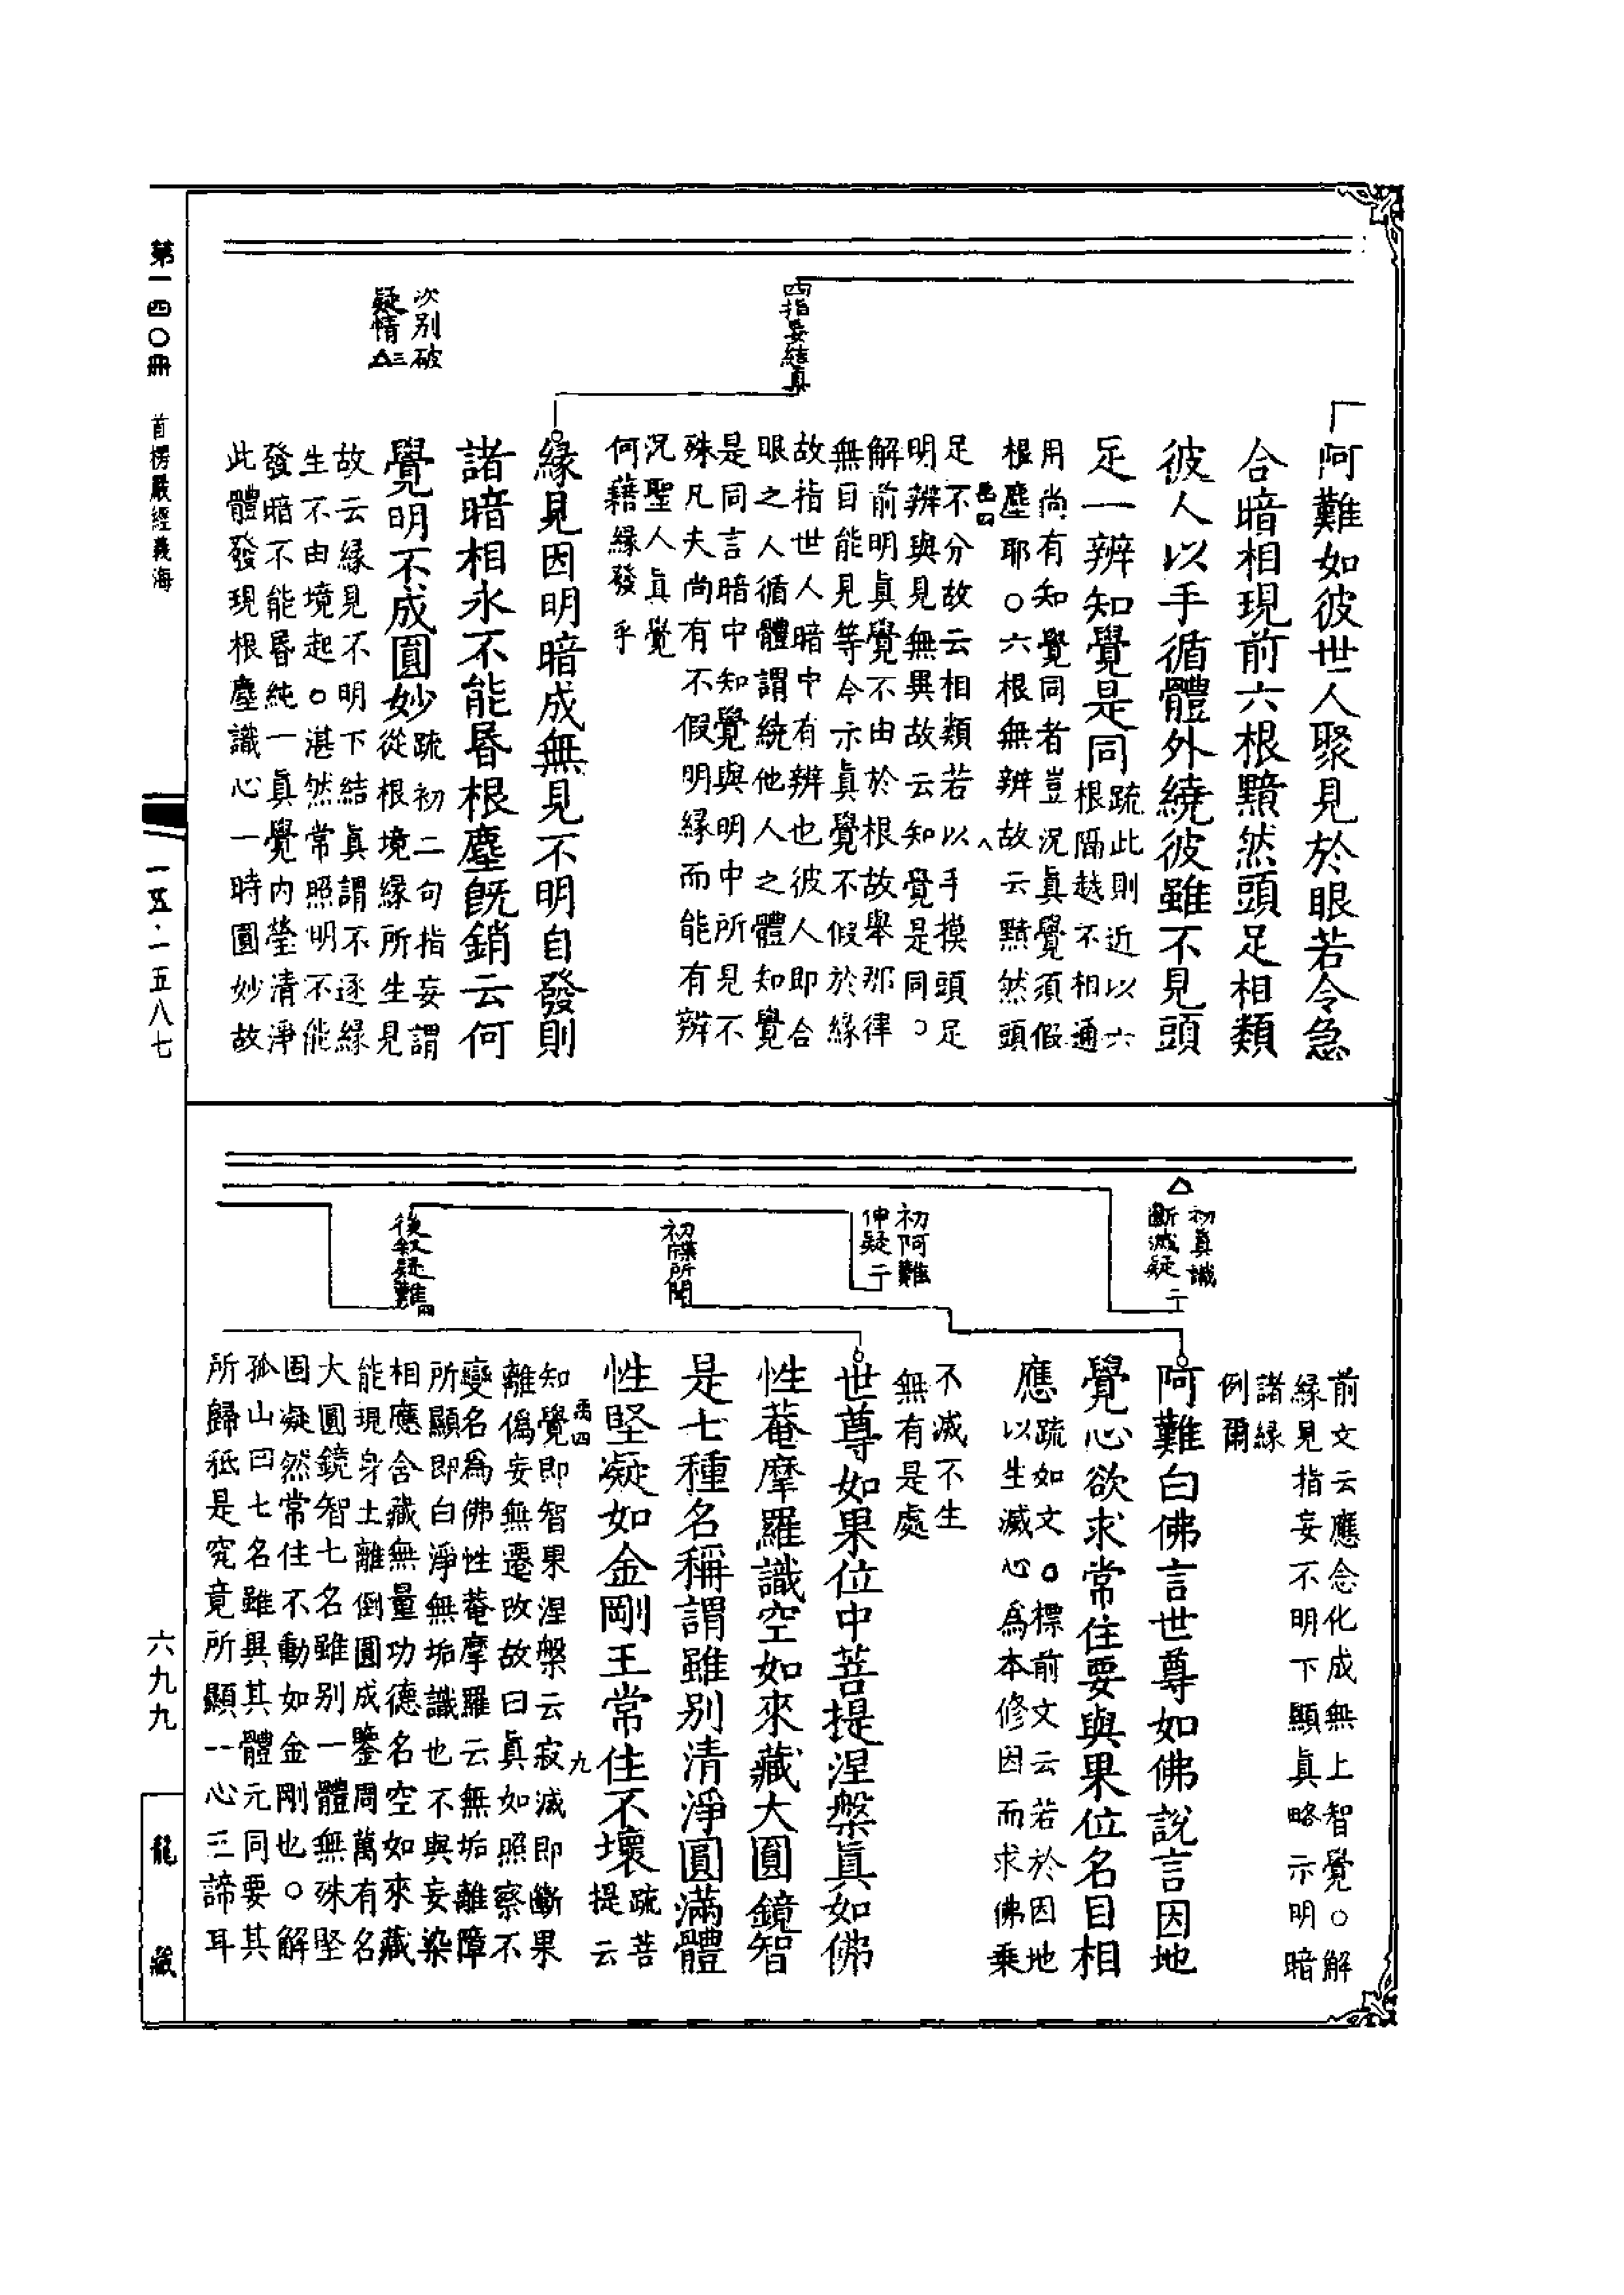 阿難如彼世人聚見於眼若令急
合暗相現前六根黯然頭足相類
彼人以手循體外繞彼雖不見頭
足一辨知覺是同疏此則近以六
根隔越不相通
用尚有知覺同者豈況真覺須假
根塵耶○六根無辨故云黯然頭
足不分故云相類若以手摸頭足
明辨與見無異故云知覺是同○
解前明真覺不由於根故舉那律
無目能見等今示真覺不假於緣
故指世人暗中有辨也彼人即合
眼之人循體謂繞他人之體知覺
是同言暗中知覺與明中所見不
殊凡夫尚有不假明緣而能有辨
況聖人真覺
何藉緣發乎
四指妄結真
緣見因明暗成無見不明自發則
諸暗相永不能昏根塵既銷云何
覺明不成圓妙疏初二句指妄謂
從根境緣所生見
故云緣見不明下結真謂不逐緣
生不由境起○湛然常照明不能
發暗不能昏純一真覺內瑩清淨
此體發現根塵識心一時圓妙故
次別破
疑情三
第一四〇冊 首楞嚴經義海
一五·一五八七
前文云應念化成無上智覺○解
緣見指妄不明下顯真略示明暗
諸緣
例爾
初真識
斷滅疑二
初阿難
伸疑二
初牒所聞
阿難白佛言世尊如佛說言因地
覺心欲求常住要與果位名目相
應疏如文○標前文云若於因地
以生滅心為本修因而求佛乘
不滅不生
無有是處
後敘疑難四
世尊如果位中菩提涅槃真如佛
性菴摩羅識空如來藏大圓鏡智
是七種名稱謂雖別清淨圓滿體
性堅凝如金剛王常住不壞疏菩
提云
知覺即智果涅槃云寂滅即斷果
離偽妄無遷改故曰真如照察不
變名為佛性菴摩羅云無垢離障
所顯即白淨無垢識也不與妄染
相應含藏無量功德名空如來藏
能現身土離倒圓成鑒周萬有名
大圓鏡智七名雖別一體無殊堅
固凝然常住不動如金剛也○解
孤山曰七名雖異其體元同要其
所歸秖是究竟所顯一心三諦耳
六九九
龍藏